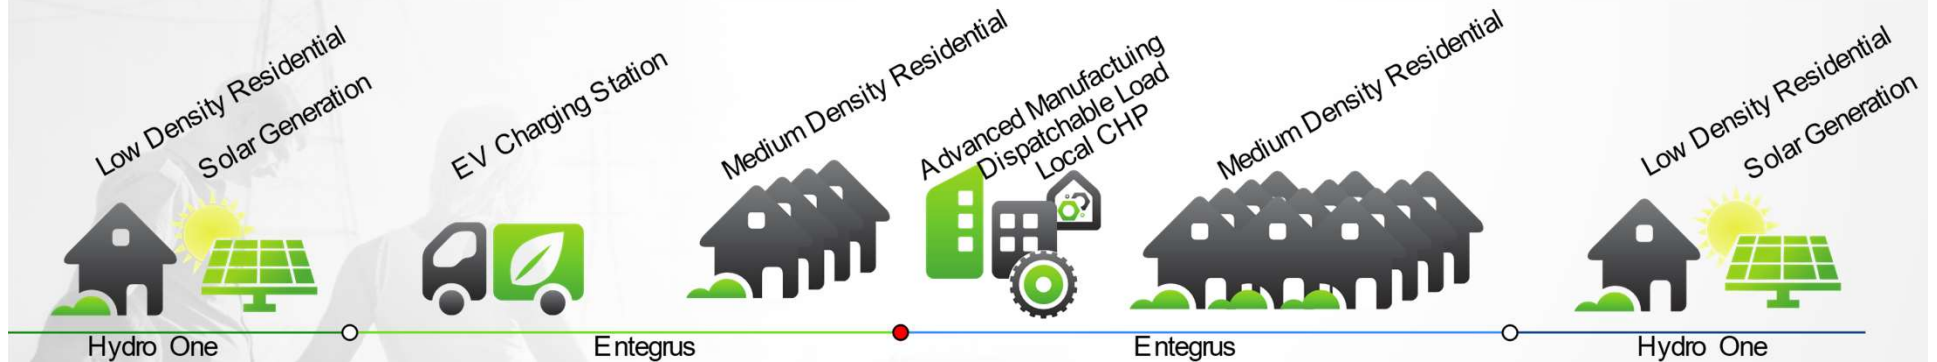 Low Density Residential
Solar Generation
EV Charging Station
Medium Density Residential
Advanced Manufactuing
Dispatchable Load
Local CHP
Medium Density Residential
Low Density Residential
Solar Generation
Hydro One
Entegrus
Entegrus
Hydro One